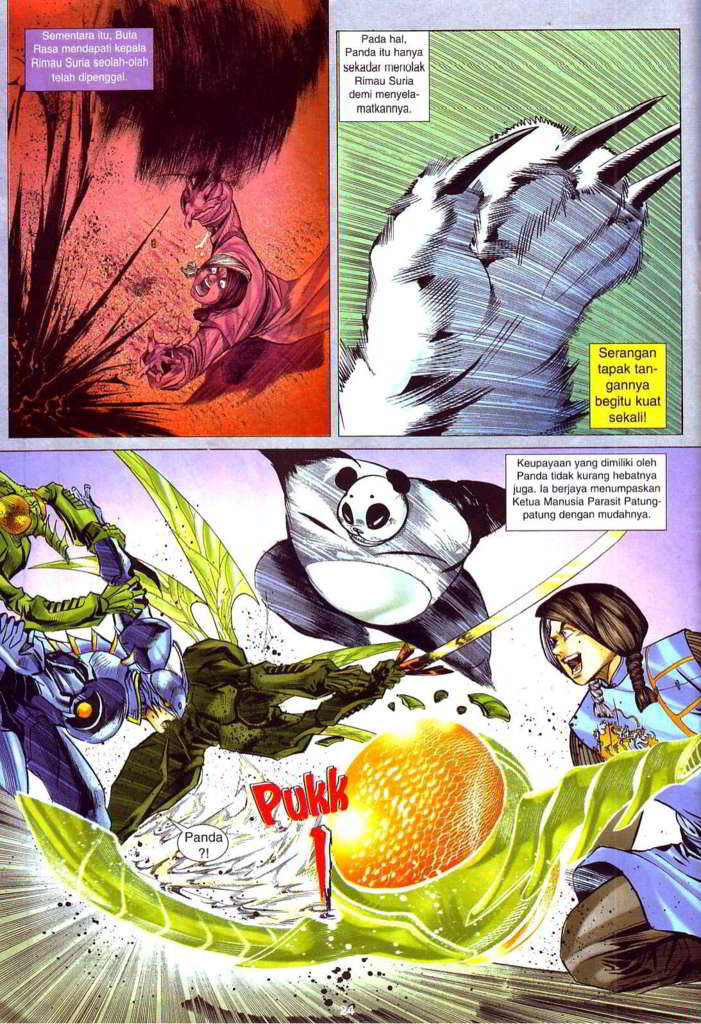 Sementara itu, Buta
Rasa mendapati kepala
Rimau Suria seolah-olah
telah dipenggal.
Pada hal,
Panda itu hanya
sekadar menolak
Rimau Suria
demi menyela-
matkannya.
Serangan
tapak tan-
gannya
begitu kuat
sekali!
Keupayaan yang dimiliki oleh
Panda tidak kurang hebatnya
juga. Ia berjaya menumpaskan
Ketua Manusia Parasit Patung-
patung dengan mudahnya.
Pukk
!
Panda
?!
24